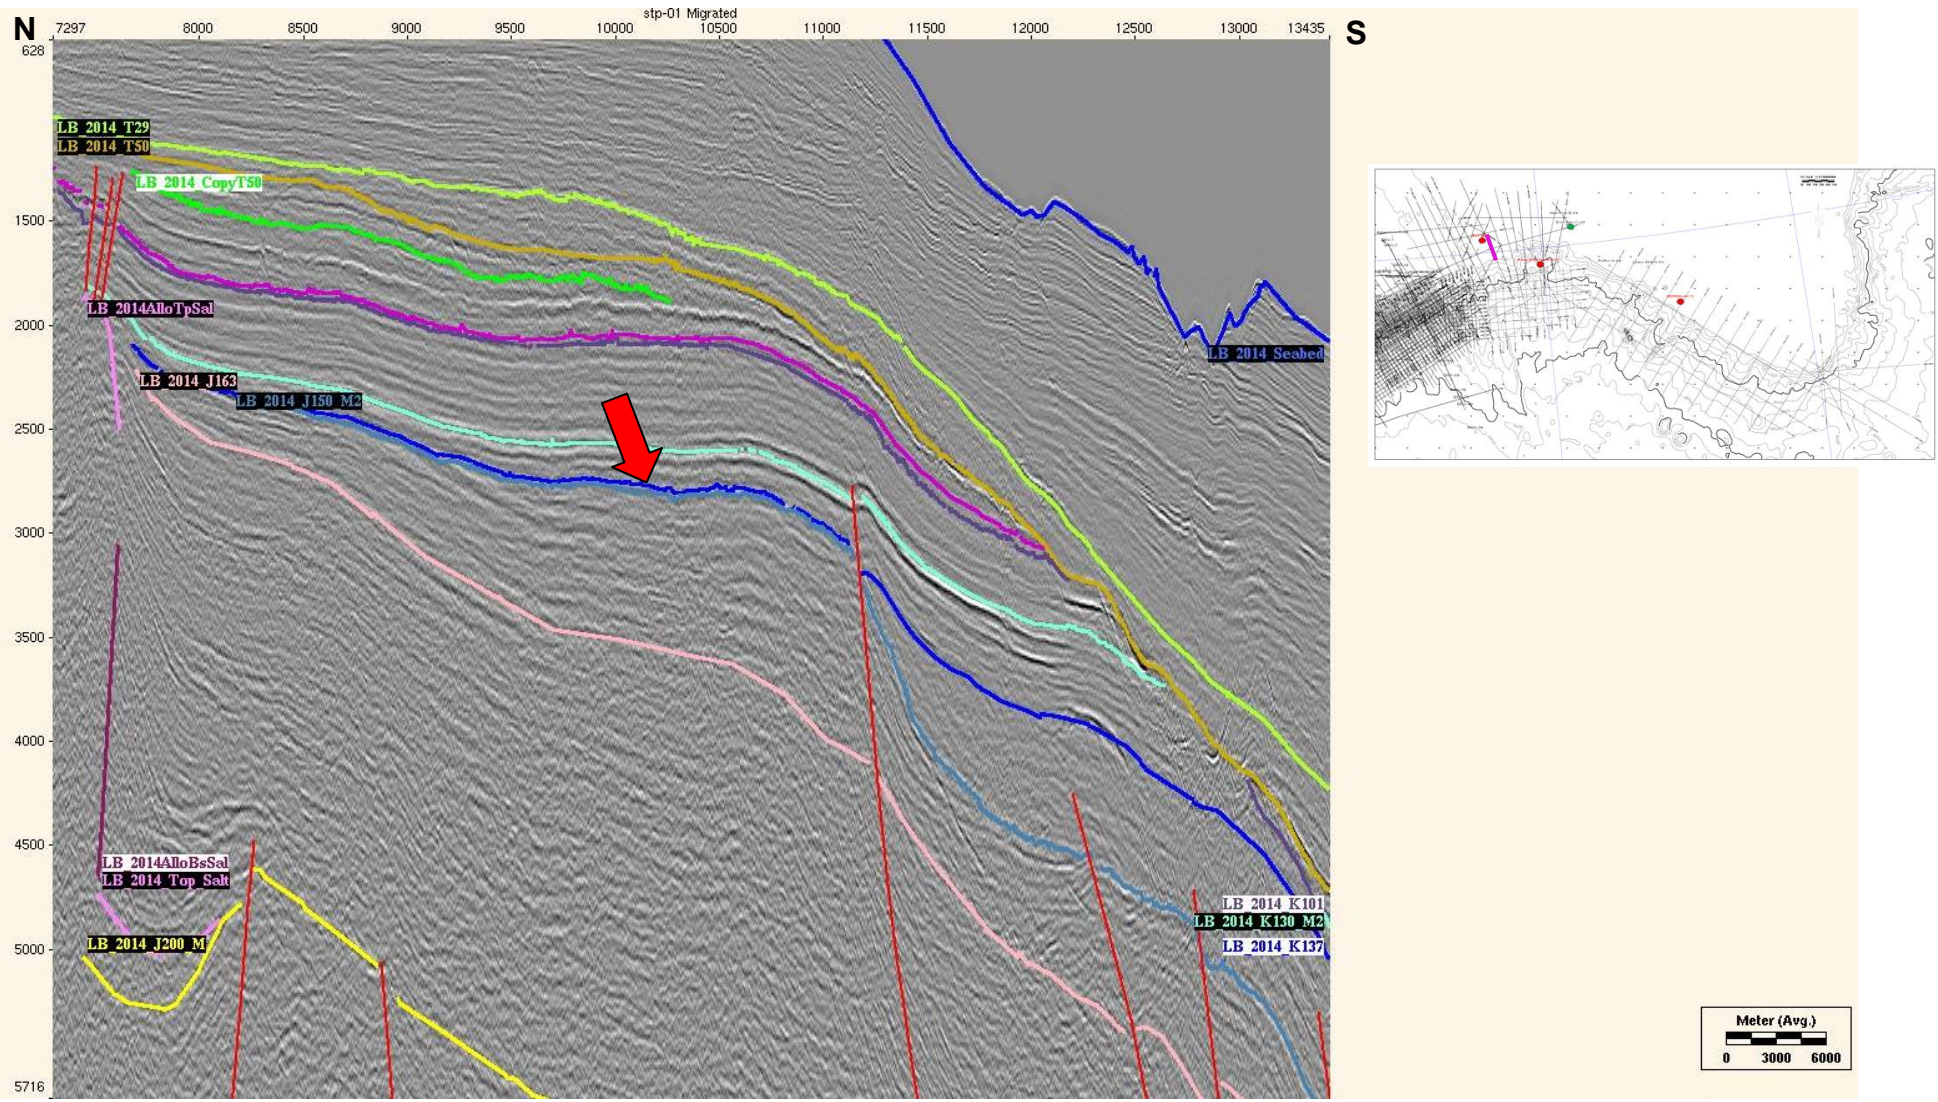 stp-01 Migrated
N
S
7297 8000 8500 9000 9500 10000 10500 11000 11500 12000 12500 13000 13435
628
1500
2000
2500
3000
3500
4000
4500
5000
5716
LB_2014_T29
LB_2014_T50
LB_2014_CopyT50
LB_2014AlloTpSal
LB_2014_J163
LB_2014_J150_M2
LB_2014_Seabed
LB_2014AlloBsSal
LB_2014_Top_Salt
LB_2014_J200_M
LB_2014_K101
LB_2014_K130_M2
LB_2014_K137
Meter (Avg.)
0 3000 6000